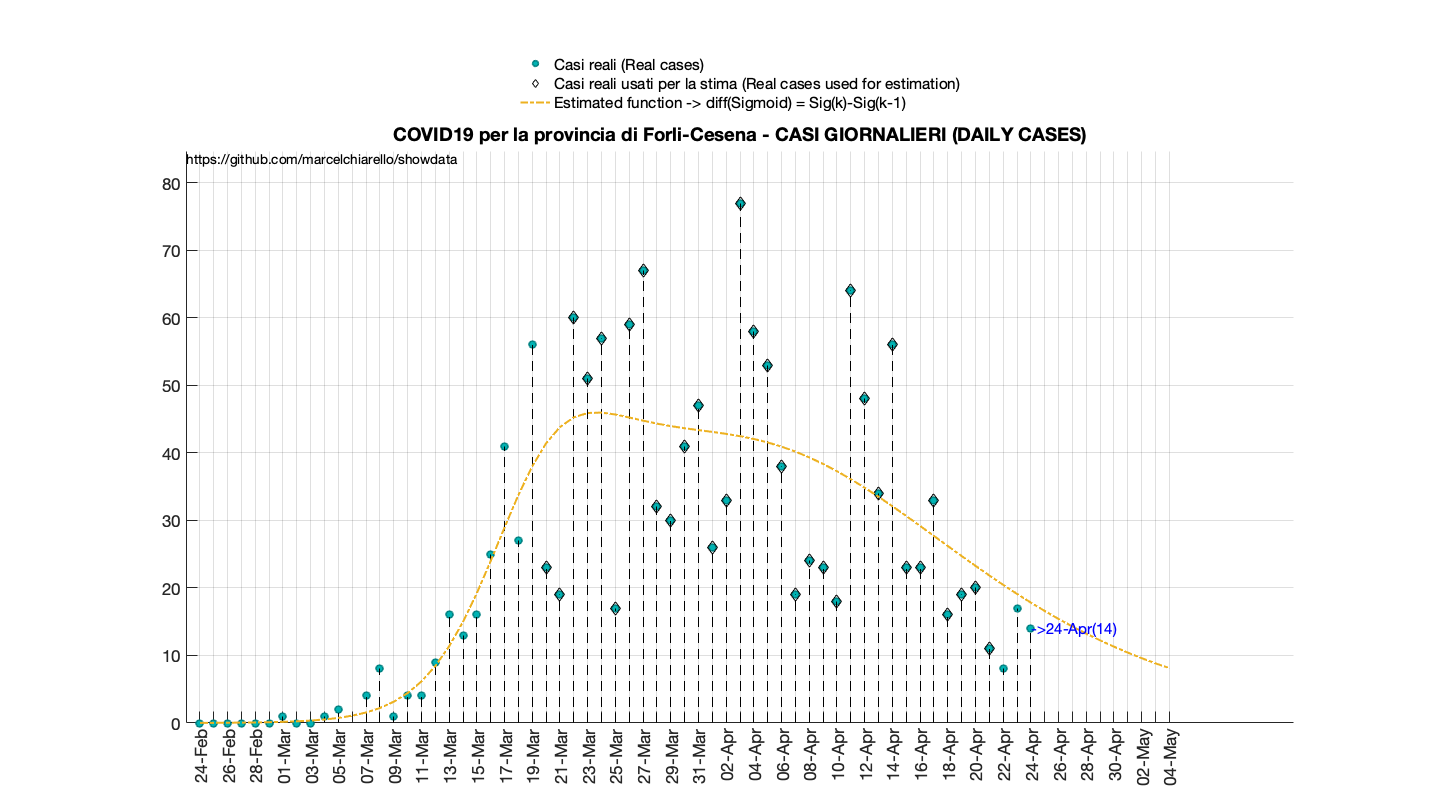 Casi reali (Real cases)
Casi reali usati per la stima (Real cases used for estimation)
Estimated function -> diff(Sigmoid) = Sig(k)-Sig(k-1)
COVID19 per la provincia di Forli-Cesena - CASI GIORNALIERI (DAILY CASES)
https://github.com/marcelchiarello/showdata
80
70
60
50
40
30
20
10
0
->24-Apr(14)
24-Feb
26-Feb
28-Feb
01-Mar
03-Mar
05-Mar
07-Mar
09-Mar
11-Mar
13-Mar
15-Mar
17-Mar
19-Mar
21-Mar
23-Mar
25-Mar
27-Mar
29-Mar
31-Mar
02-Apr
04-Apr
06-Apr
08-Apr
10-Apr
12-Apr
14-Apr
16-Apr
18-Apr
20-Apr
22-Apr
24-Apr
26-Apr
28-Apr
30-Apr
02-May
04-May